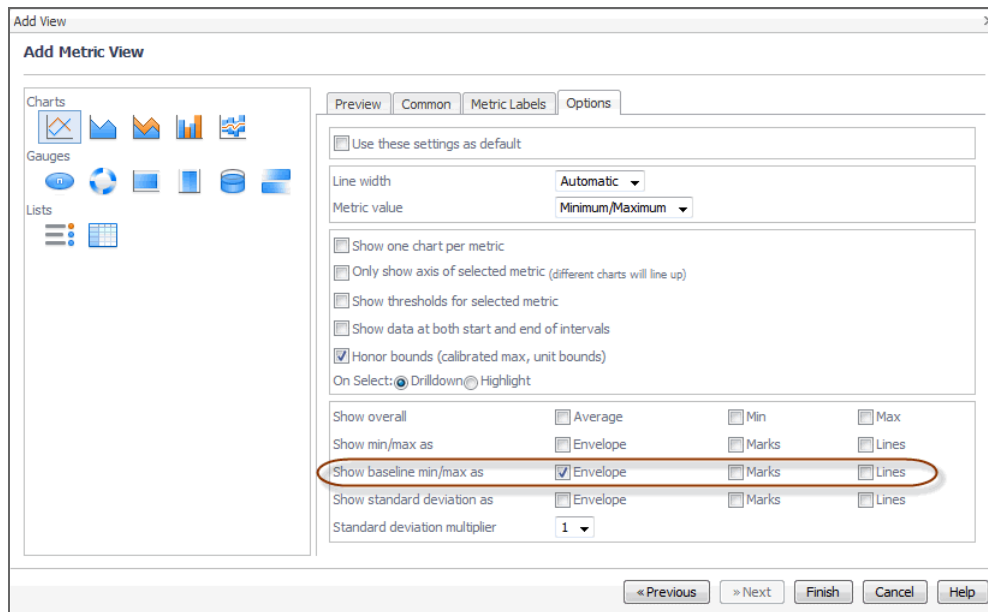 Add View
Add Metric View
Charts
Gauges
n
Lists
Preview Common Metric Labels Options
Use these settings as default
Line width Automatic
Metric value Minimum/Maximum
Show one chart per metric
Only show axis of selected metric (different charts will line up)
Show thresholds for selected metric
Show data at both start and end of intervals
Honor bounds (calibrated max, unit bounds)
On Select: Drilldown Highlight
Show overall Average Min Max
Show min/max as Envelope Marks Lines
Show baseline min/max as Envelope Marks Lines
Show standard deviation as Envelope Marks Lines
Standard deviation multiplier 1
« Previous » Next Finish Cancel Help